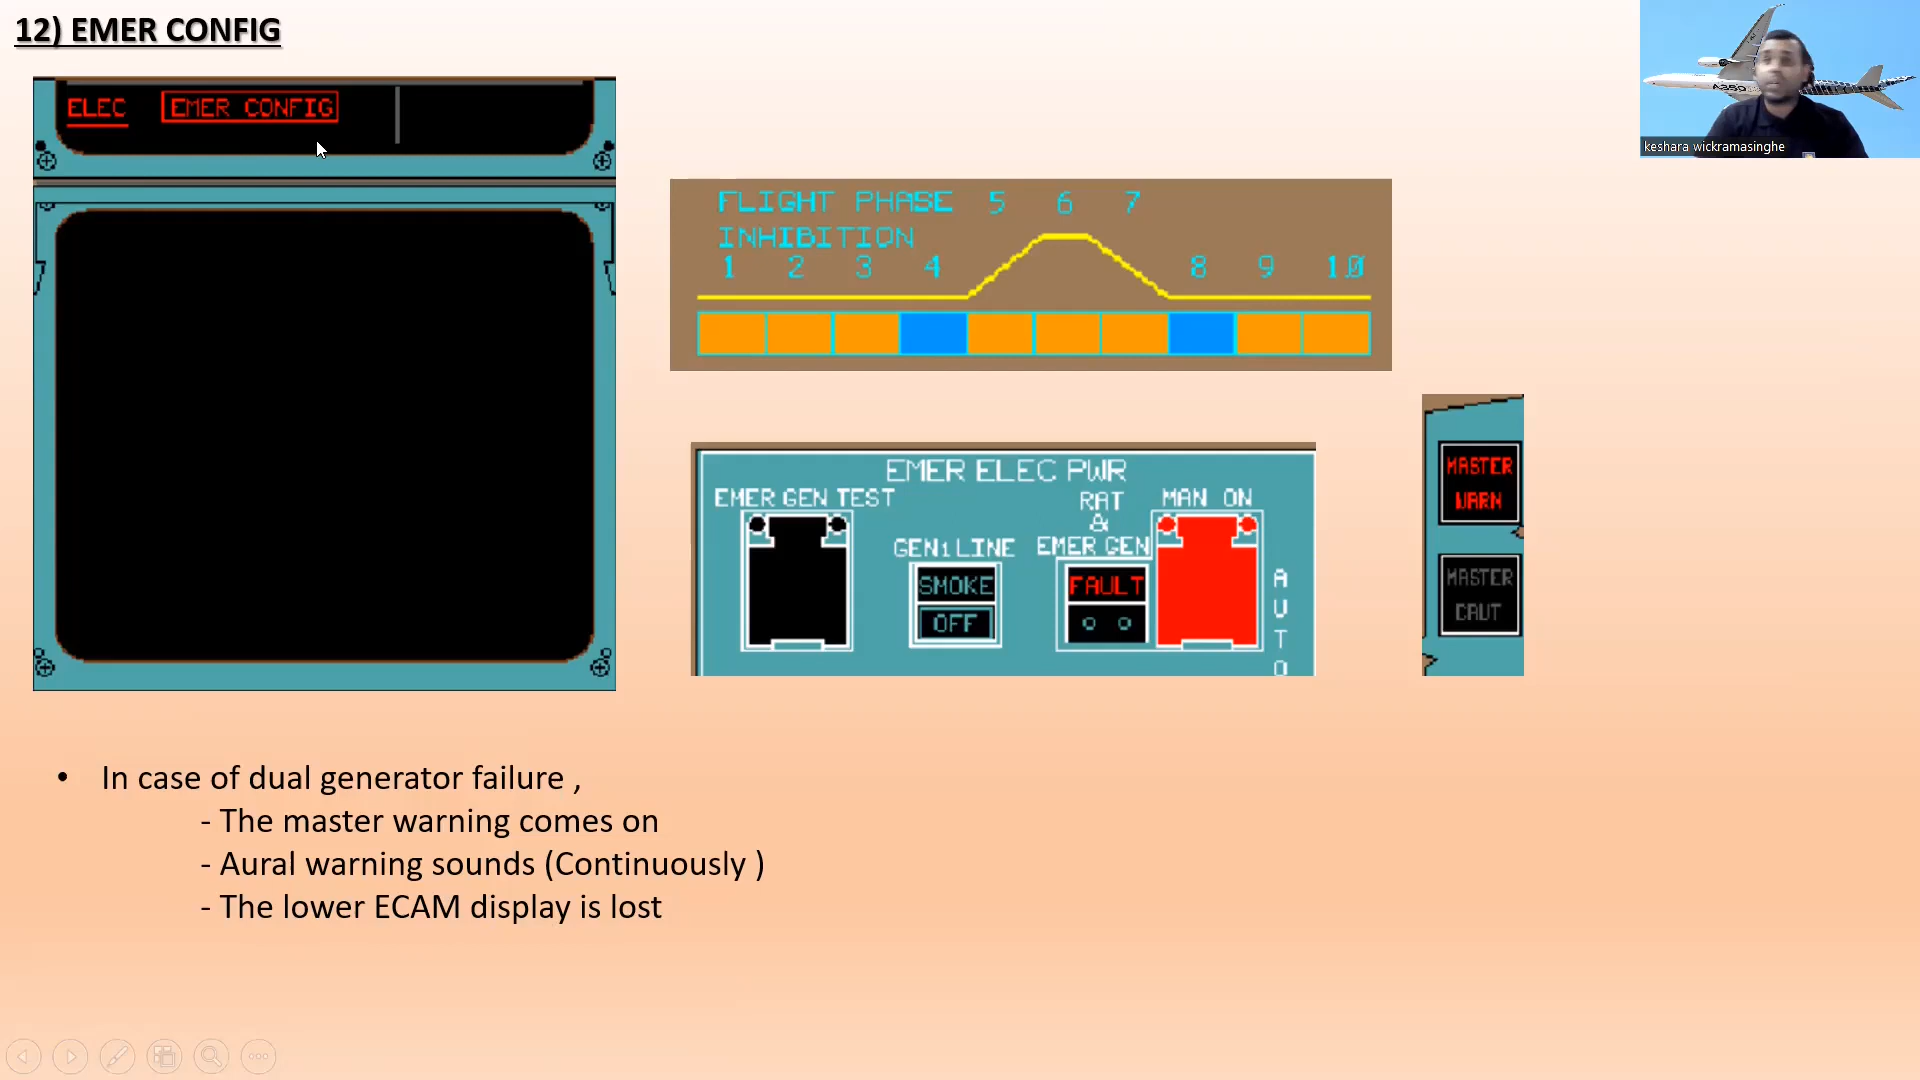 12) EMER CONFIG
ELEC EMER CONFIG
A350
keshara wickramasinghe
FLIGHT PHASE 5 6 7
INHIBITION
1 2 3 4 8 9 10
EMER ELEC PWR
EMER GEN TEST
RAT
&
EMER GEN
MAN ON
GEN 1 LINE
SMOKE
OFF
FAULT
A
U
T
O
MASTER
WARN
MASTER
CAUT
• In case of dual generator failure ,
- The master warning comes on
- Aural warning sounds (Continuously )
- The lower ECAM display is lost